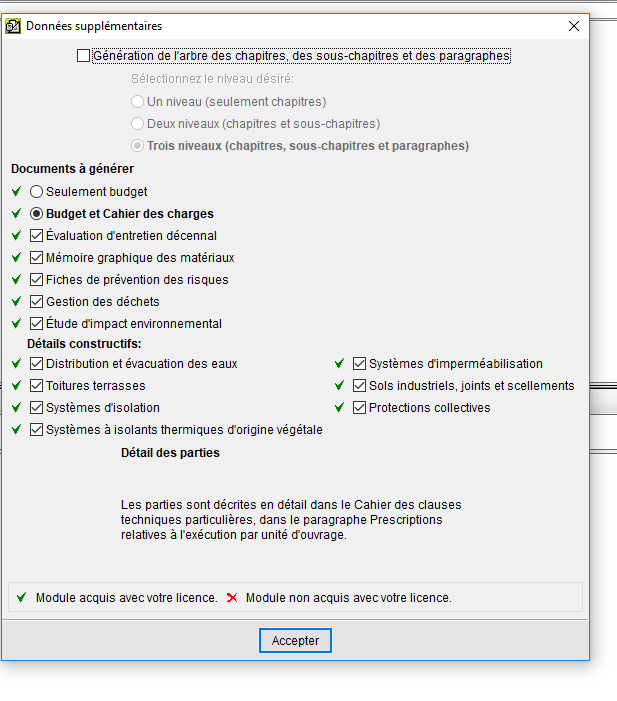 Données supplémentaires
Génération de l'arbre des chapitres, des sous-chapitres et des paragraphes
Sélectionnez le niveau désiré:
Un niveau (seulement chapitres)
Deux niveaux (chapitres et sous-chapitres)
Trois niveaux (chapitres, sous-chapitres et paragraphes)
Documents à générer
Seulement budget
Budget et Cahier des charges
Évaluation d'entretien décennal
Mémoire graphique des matériaux
Fiches de prévention des risques
Gestion des déchets
Étude d'impact environnemental
Détails constructifs:
Distribution et évacuation des eaux
Systèmes d'imperméabilisation
Toitures terrasses
Sols industriels, joints et scellements
Systèmes d'isolation
Protections collectives
Systèmes à isolants thermiques d'origine végétale
Détail des parties
Les parties sont décrites en détail dans le Cahier des clauses
techniques particulières, dans le paragraphe Prescriptions
relatives à l'exécution par unité d'ouvrage.
Module acquis avec votre licence. Module non acquis avec votre licence.
Accepter